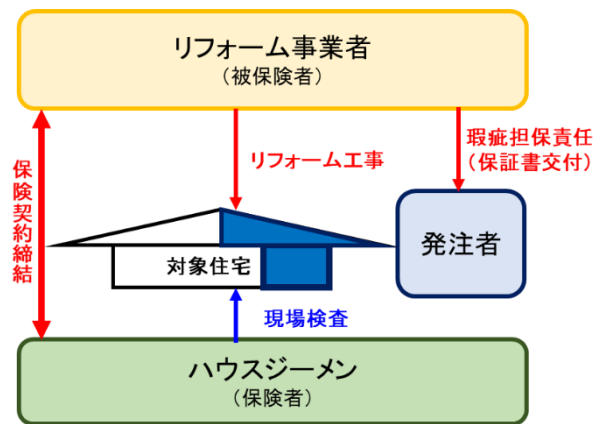 リフォーム事業者
（被保険者）
保険契約締結
リフォーム工事
瑕疵担保責任
（保証書交付）
対象住宅
発注者
現場検査
ハウスジーメン
（保険者）